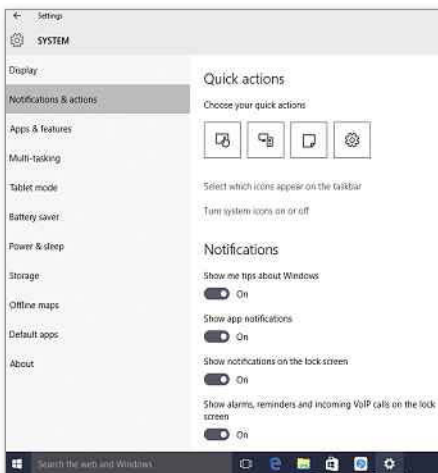 Settings
SYSTEM
Display
Notifications & actions
Apps & features
Multi-tasking
Tablet mode
Battery saver
Power & sleep
Storage
Offline maps
Default apps
About
Quick actions
Choose your quick actions
Select which icons appear on the taskbar
Turn system icons on or off
Notifications
Show me tips about Windows
On
Show app notifications
On
Show notifications on the lock screen
On
Show alarms, reminders and incoming VoIP calls on the lock
screen
On
Search the web and Windows